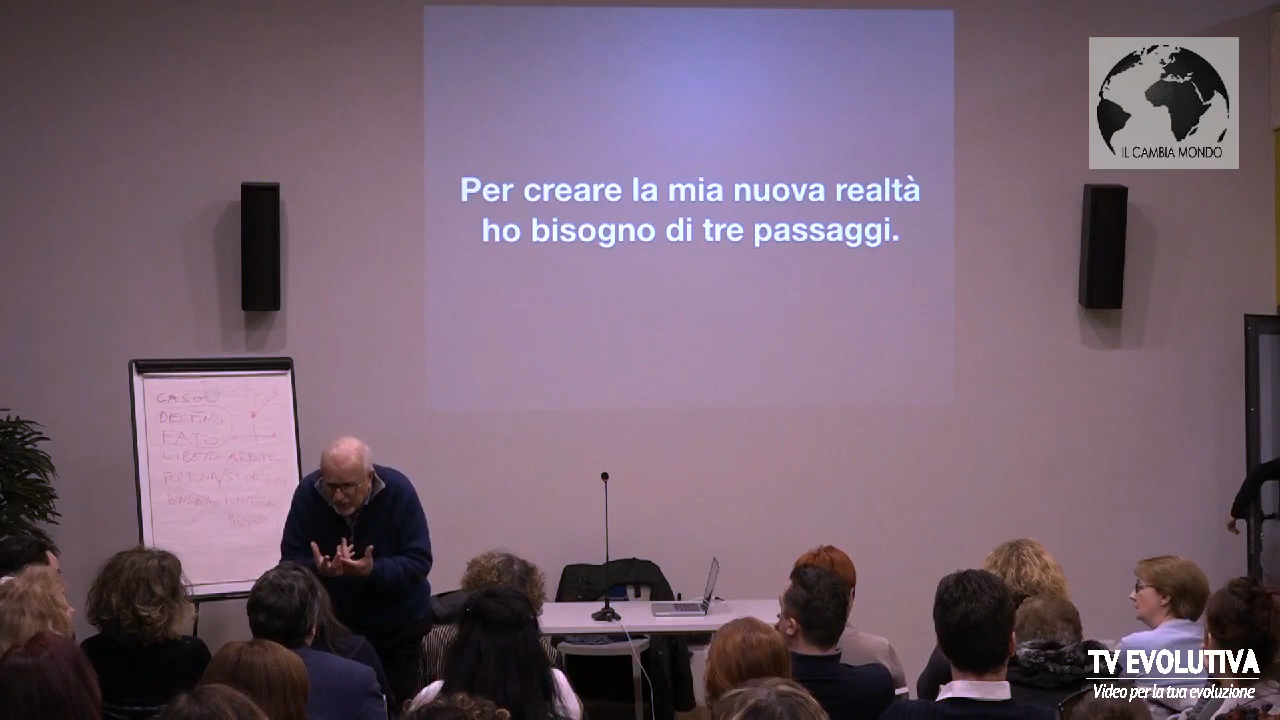 Per creare la mia nuova realtà
ho bisogno di tre passaggi.
IL CAMBIA MONDO
CASO
DESTINO
FATO
LIBERO
TV EVOLUTIVA
Video per la tua evoluzione